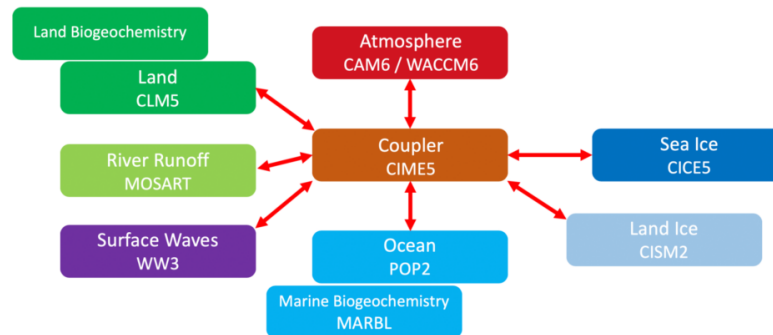 Land Biogeochemistry
Land
CLM5
River Runoff
MOSART
Surface Waves
WW3
Atmosphere
CAM6 / WACCM6
Coupler
CIME5
Ocean
POP2
Marine Biogeochemistry
MARBL
Sea Ice
CICE5
Land Ice
CISM2